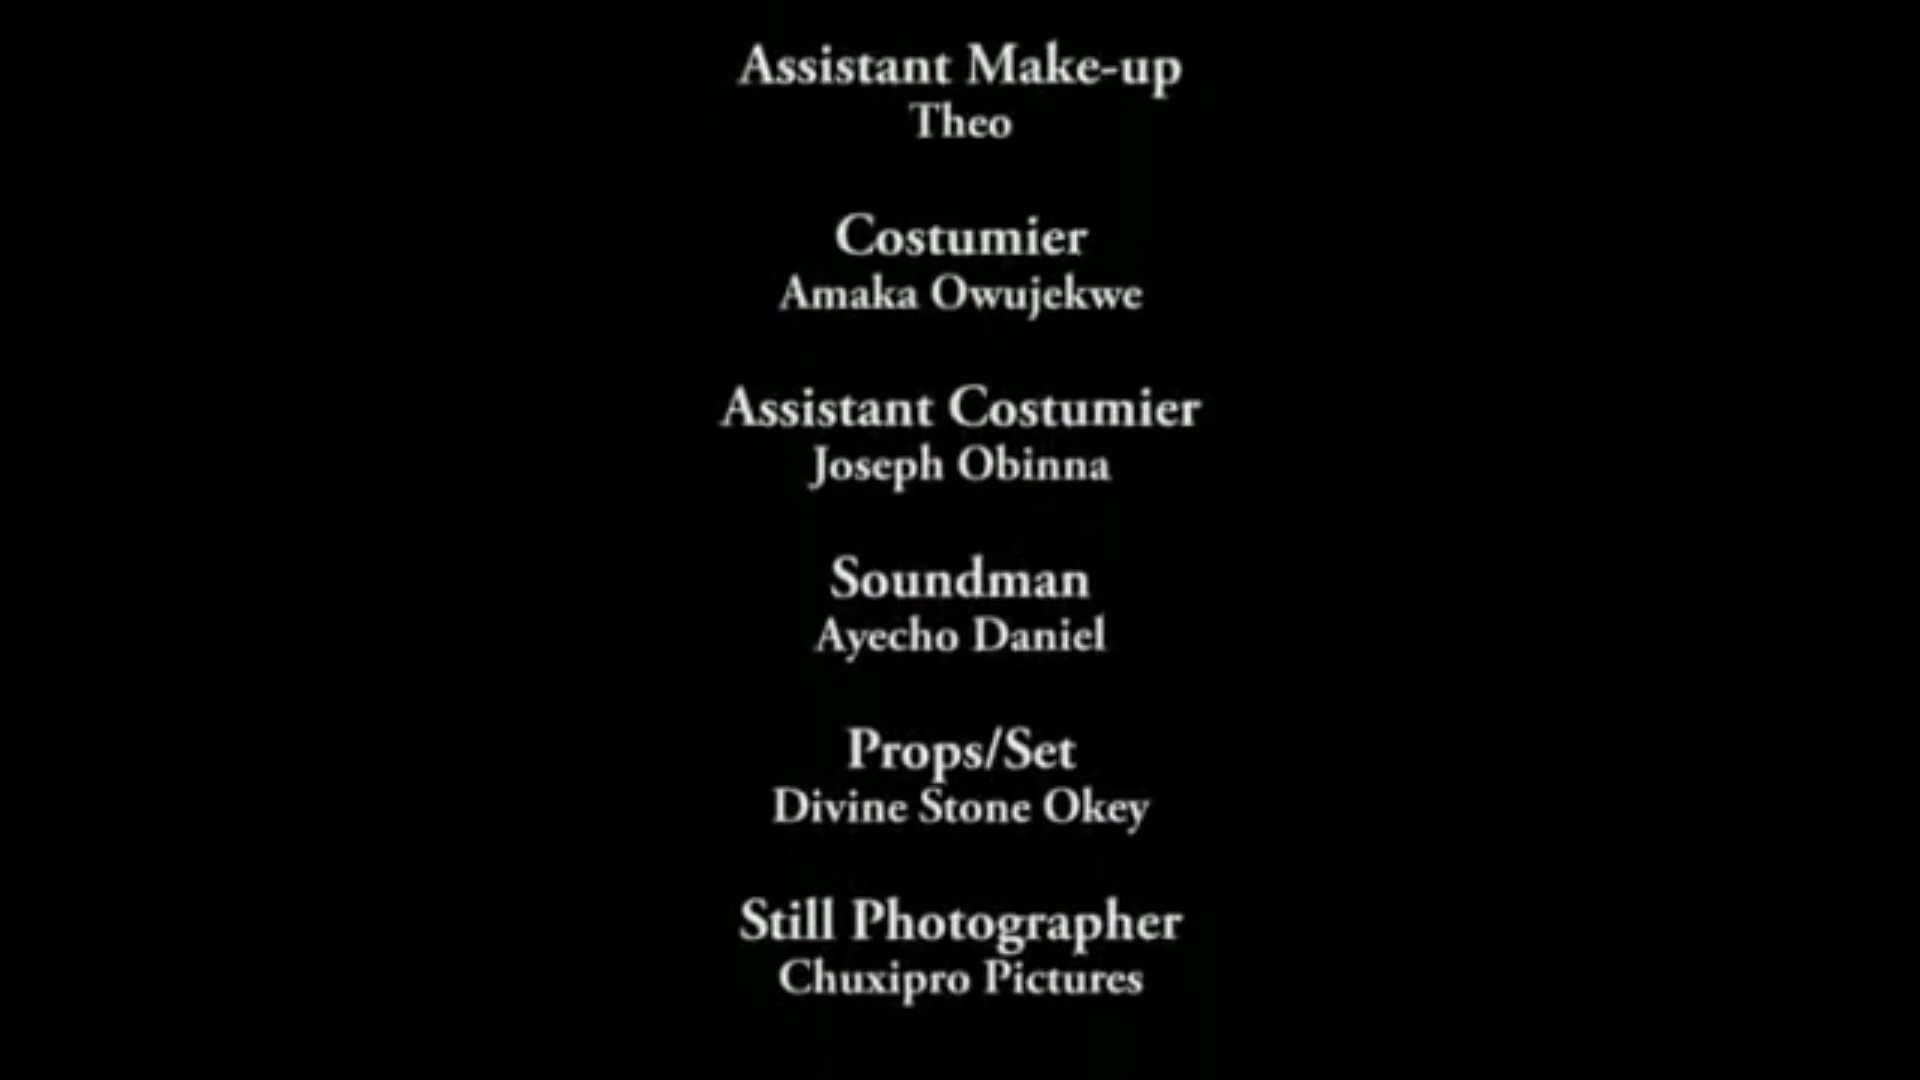 Assistant Make-up
Theo
Costumier
Amaka Owujekwe
Assistant Costumier
Joseph Obinna
Soundman
Ayecho Daniel
Props/Set
Divine Stone Okey
Still Photographer
Chuxipro Pictures